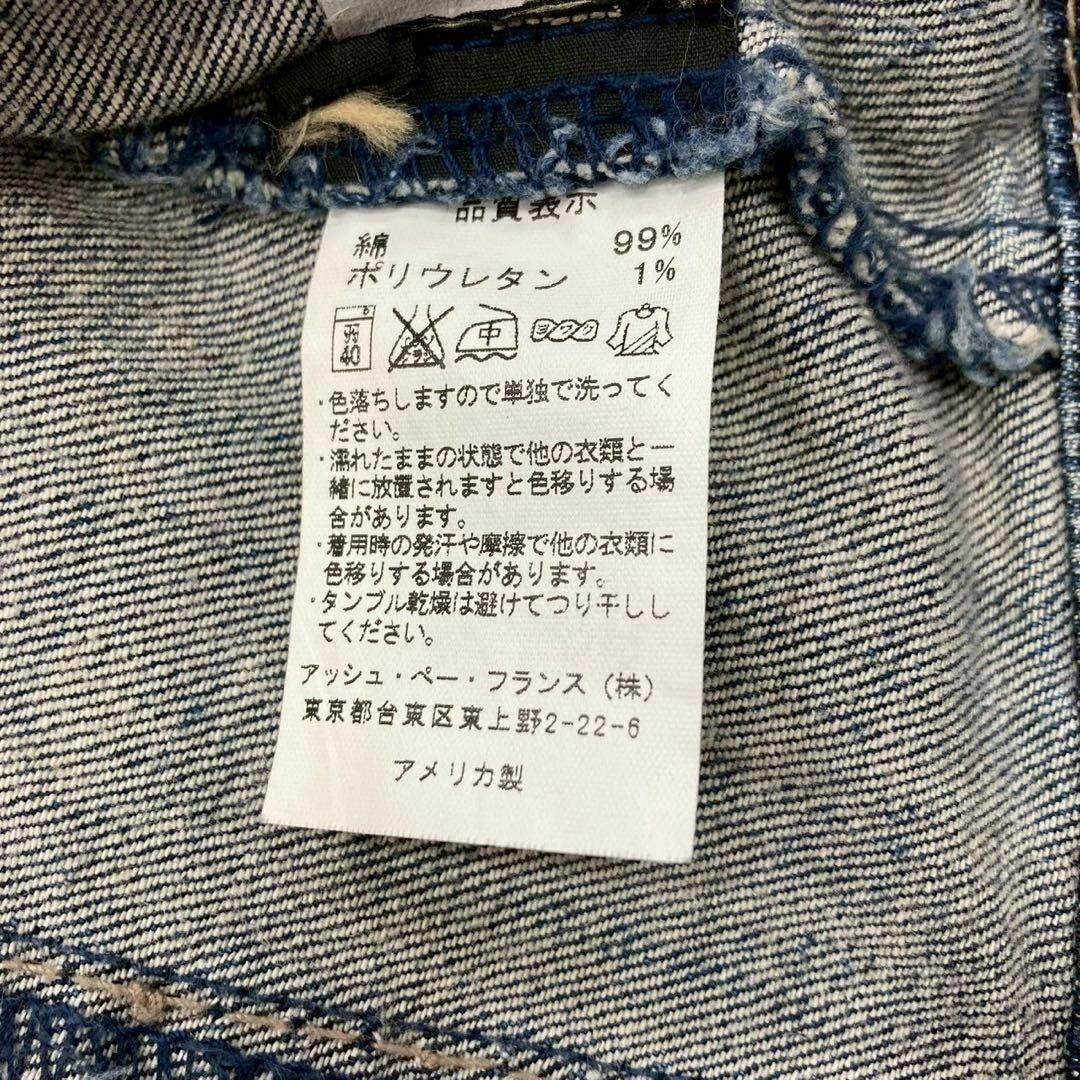 品質表示
綿 99%
ポリウレタン 1%
弱
40
中
ヨワク
・色落ちしますので単独で洗ってく
ださい。
・濡れたままの状態で他の衣類と一
緒に放置されますと色移りする場
合があります。
・着用時の発汗や摩擦で他の衣類に
色移りする場合があります。
・タンブル乾燥は避けてつり干しし
てください。
アッシュ・ペー・フランス(株)
東京都台東区東上野2-22-6
アメリカ製